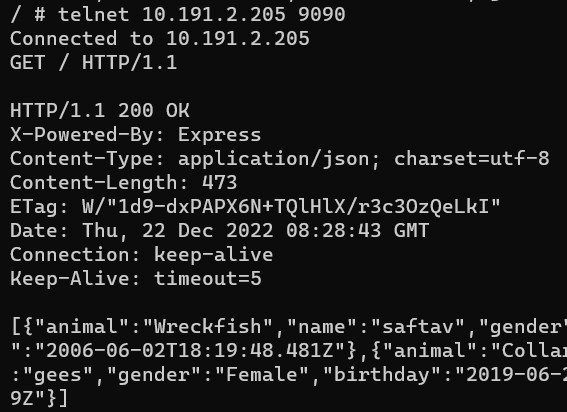 / # telnet 10.191.2.205 9090
Connected to 10.191.2.205
GET / HTTP/1.1
HTTP/1.1 200 OK
X-Powered-By: Express
Content-Type: application/json; charset=utf-8
Content-Length: 473
ETag: W/"1d9-dxPAPX6N+TQlHlX/r3c3OzQeLkI"
Date: Thu, 22 Dec 2022 08:28:43 GMT
Connection: keep-alive
Keep-Alive: timeout=5
[{"animal":"Wreckfish","name":"saftav","gender"
":"2006-06-02T18:19:48.481Z"},{"animal":"Collar
:"gees","gender":"Female","birthday":"2019-06-2
9Z"}]